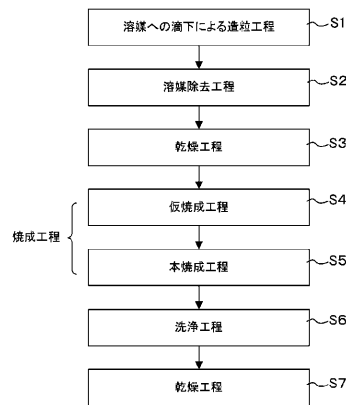 溶媒への滴下による造粒工程 S1
溶媒除去工程 S2
乾燥工程 S3
仮焼成工程 S4
焼成工程
本焼成工程 S5
洗浄工程 S6
乾燥工程 S7